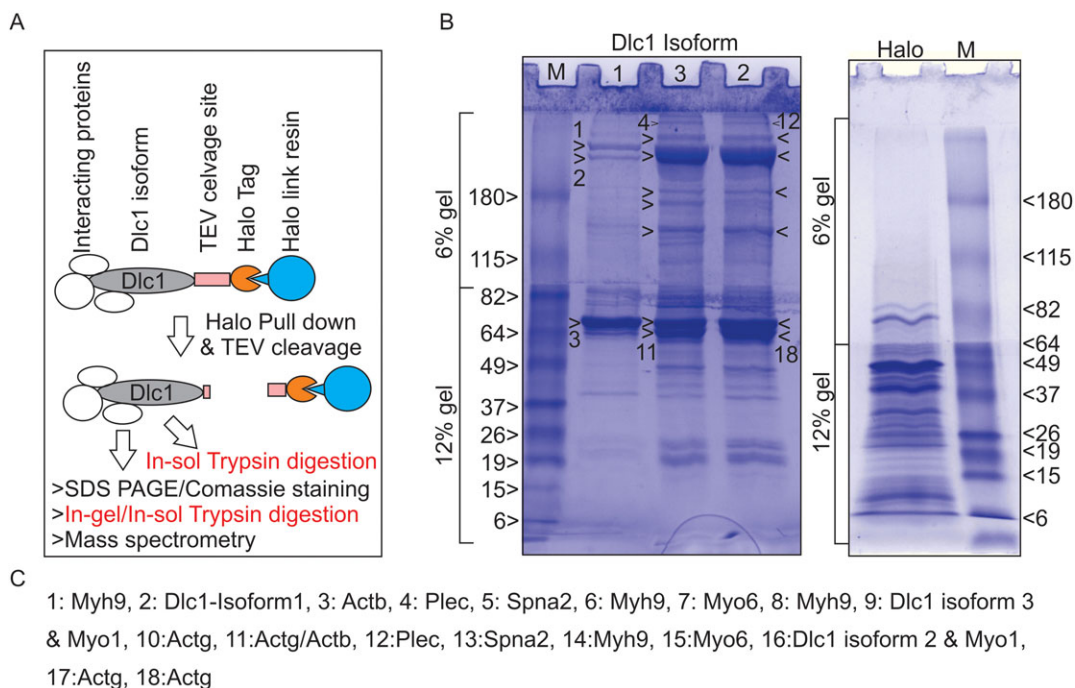 A
Interacting proteins
Dlc1 isoform
TEV celvage site
Halo Tag
Halo link resin
Dlc1
Halo Pull down
& TEV cleavage
Dlc1
In-sol Trypsin digestion
>SDS PAGE/Comassie staining
>In-gel/In-sol Trypsin digestion
>Mass spectrometry
B
Dlc1 Isoform
M 1 3 2
1
2
3
4
11
12
18
6% gel
12% gel
180>
115>
82>
64>
49>
37>
26>
19>
15>
6>
Halo M
6% gel
12% gel
<180
<115
<82
<64
<49
<37
<26
<19
<15
<6
C
1: Myh9, 2: Dlc1-Isoform1, 3: Actb, 4: Plec, 5: Spna2, 6: Myh9, 7: Myo6, 8: Myh9, 9: Dlc1 isoform 3
& Myo1, 10:Actg, 11:Actg/Actb, 12:Plec, 13:Spna2, 14:Myh9, 15:Myo6, 16:Dlc1 isoform 2 & Myo1,
17:Actg, 18:Actg